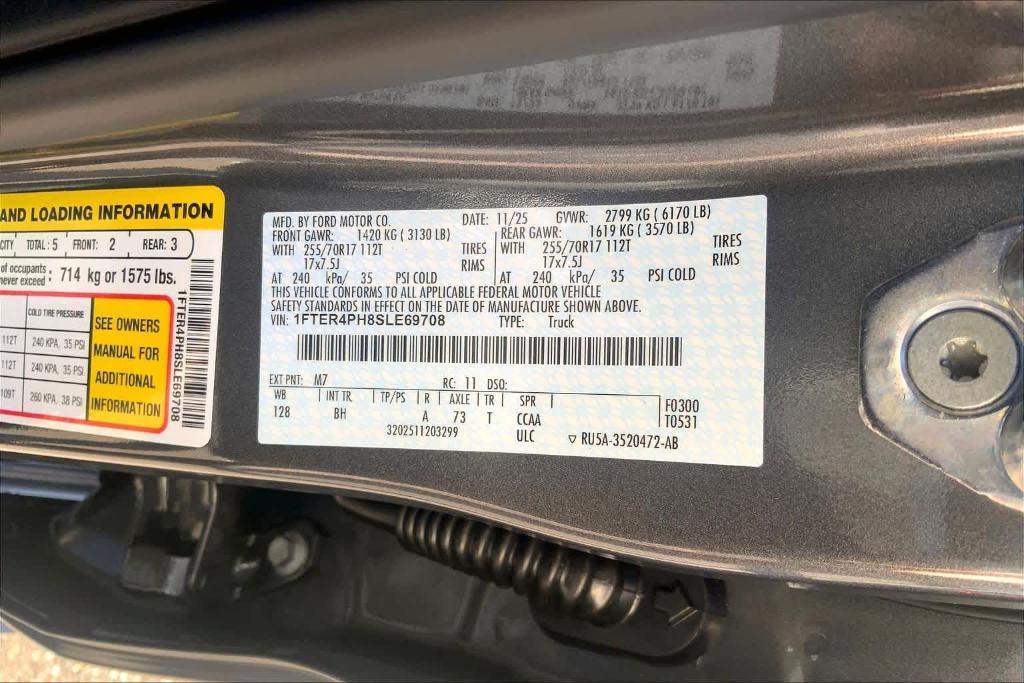 AND LOADING INFORMATION
CITY TOTAL: 5 FRONT: 2 REAR: 3
of occupants
never exceed : 714 kg or 1575 lbs.
COLD TIRE PRESSURE
112T 240 KPA, 35 PSI
112T 240 KPA, 35 PSI
109T 260 KPA, 38 PSI
SEE OWNERS
MANUAL FOR
ADDITIONAL
INFORMATION
1FTER4PH8SLE69708
MFD. BY FORD MOTOR CO. DATE: 11/25 GVWR: 2799 KG ( 6170 LB)
FRONT GAWR: 1420 KG ( 3130 LB) REAR GAWR: 1619 KG ( 3570 LB)
WITH 255/70R17 112T TIRES WITH 255/70R17 112T TIRES
17x7.5J RIMS 17x7.5J RIMS
AT 240 kPa/ 35 PSI COLD AT 240 kPa/ 35 PSI COLD
THIS VEHICLE CONFORMS TO ALL APPLICABLE FEDERAL MOTOR VEHICLE
SAFETY STANDARDS IN EFFECT ON THE DATE OF MANUFACTURE SHOWN ABOVE.
VIN: 1FTER4PH8SLE69708 TYPE: Truck
EXT PNT: M7 RC: 11 DSO:
WB INT TR. TP/PS R AXLE TR SPR F0300
128 BH A 73 T CCAA T0531
3202511203299 ULC RU5A-3520472-AB